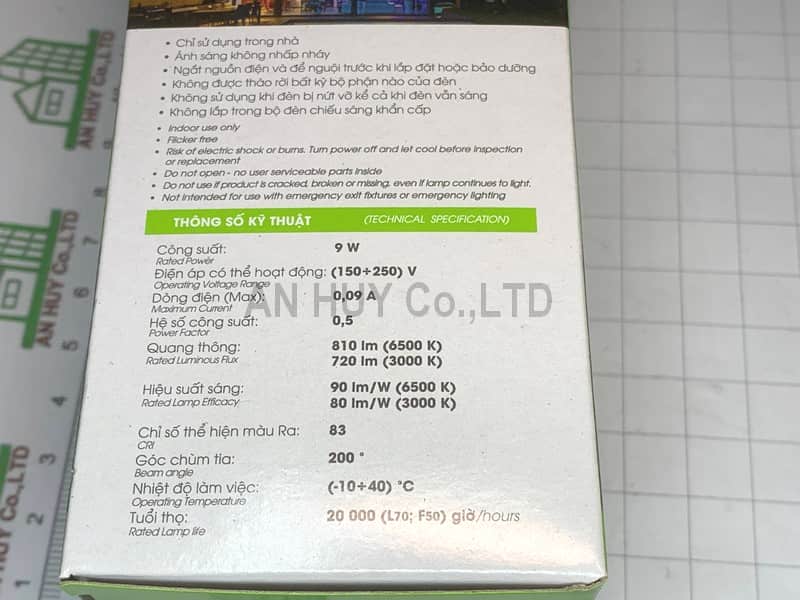 • Chỉ sử dụng trong nhà
• Ánh sáng không nhấp nháy
• Ngắt nguồn điện và để nguội trước khi lắp đặt hoặc bảo dưỡng
• Không được tháo rời bất kỳ bộ phận nào của đèn
• Không sử dụng khi đèn bị nứt vỡ kể cả khi đèn vẫn sáng
• Không lắp trong bộ đèn chiếu sáng khẩn cấp
• Indoor use only
• Flicker free
• Risk of electric shock or burns. Turn power off and let cool before inspection
or replacement
• Do not open - no user serviceable parts inside
• Do not use if product is cracked, broken or missing, even if lamp continues to light.
• Not intended for use with emergency exit fixtures or emergency lighting
THÔNG SỐ KỸ THUẬT (TECHNICAL SPECIFICATION)
Công suất: 9 W
Rated Power
Điện áp có thể hoạt động: (150÷250) V
Operating Voltage Range
Dòng điện (Max): 0,09 A
Maximum Current
Hệ số công suất: 0,5
Power Factor
Quang thông: 810 lm (6500 K)
Rated Luminous Flux 720 lm (3000 K)
Hiệu suất sáng: 90 lm/W (6500 K)
Rated Lamp Efficacy 80 lm/W (3000 K)
Chỉ số thể hiện màu Ra: 83
CRI
Góc chùm tia: 200 °
Beam angle
Nhiệt độ làm việc: (-10÷40) °C
Operating Temperature
Tuổi thọ: 20 000 (L70; F50) giờ/hours
Rated Lamp life
AN HUY Co.,LTD
AN HUY Co.,LTD
AN HUY Co.,LTD
AN HUY Co.,LTD
9
8
7
6
5
4
3
2
1